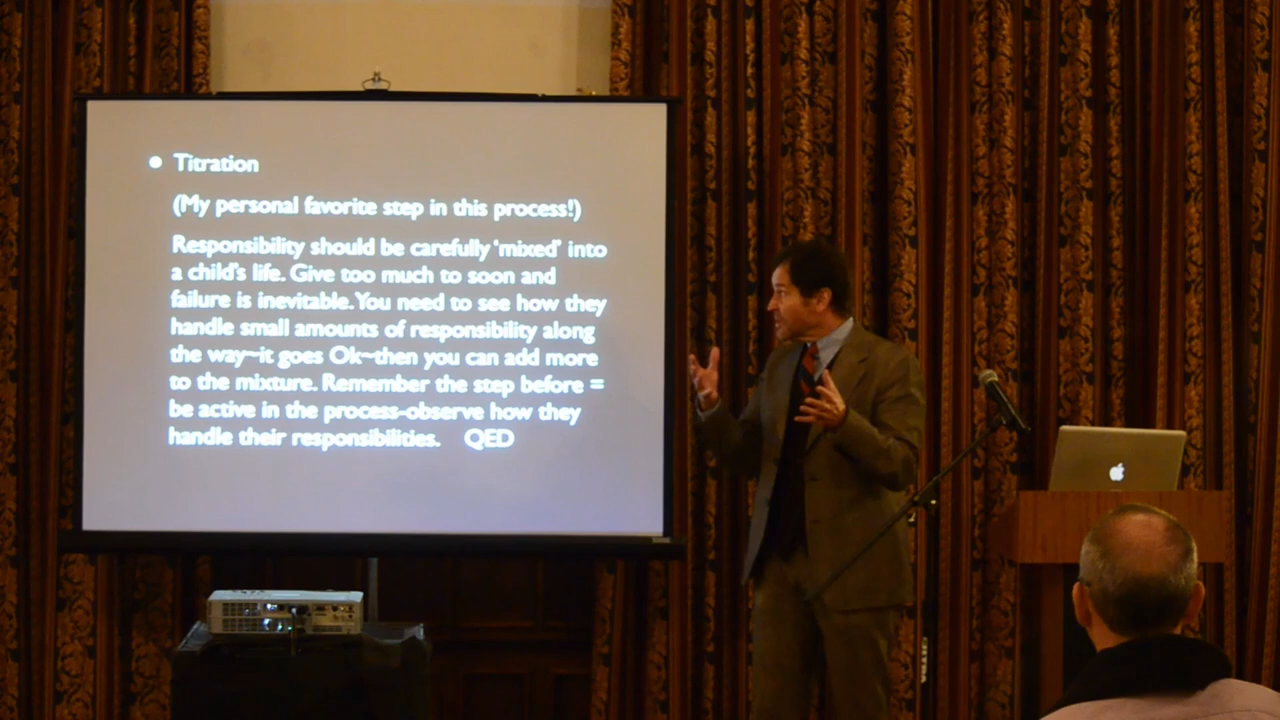 • Titration
(My personal favorite step in this process!)
Responsibility should be carefully 'mixed' into
a child's life. Give too much to soon and
failure is inevitable. You need to see how they
handle small amounts of responsibility along
the way~it goes Ok~then you can add more
to the mixture. Remember the step before =
be active in the process-observe how they
handle their responsibilities. QED